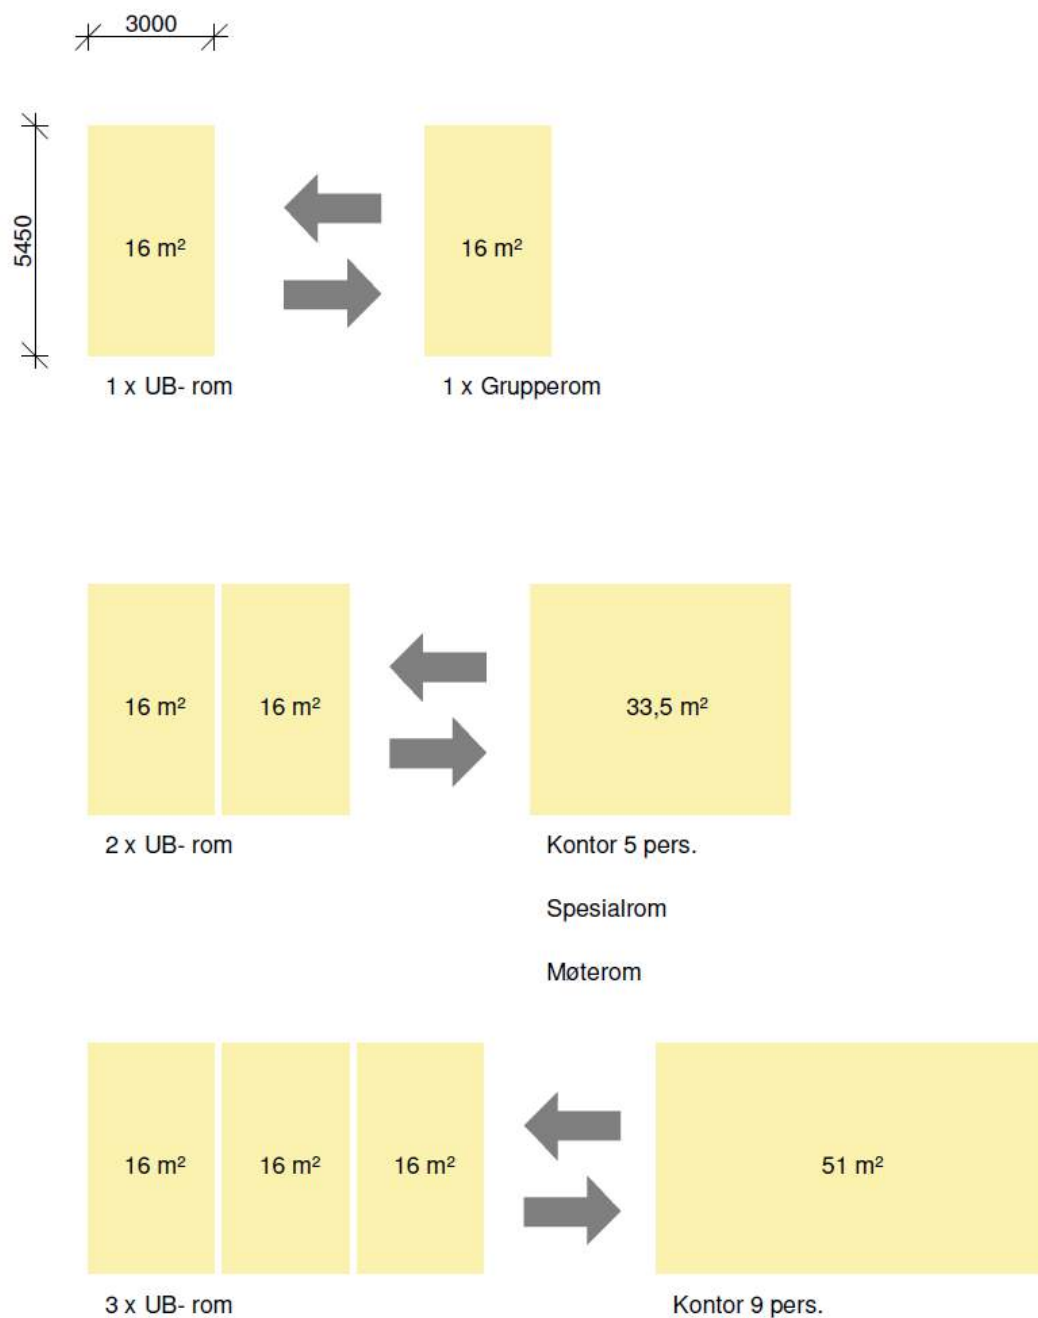 3000
5450
16 m²
16 m²
1 x UB- rom
1 x Grupperom
16 m²
16 m²
33,5 m²
2 x UB- rom
Kontor 5 pers.
Spesialrom
Møterom
16 m²
16 m²
16 m²
51 m²
3 x UB- rom
Kontor 9 pers.